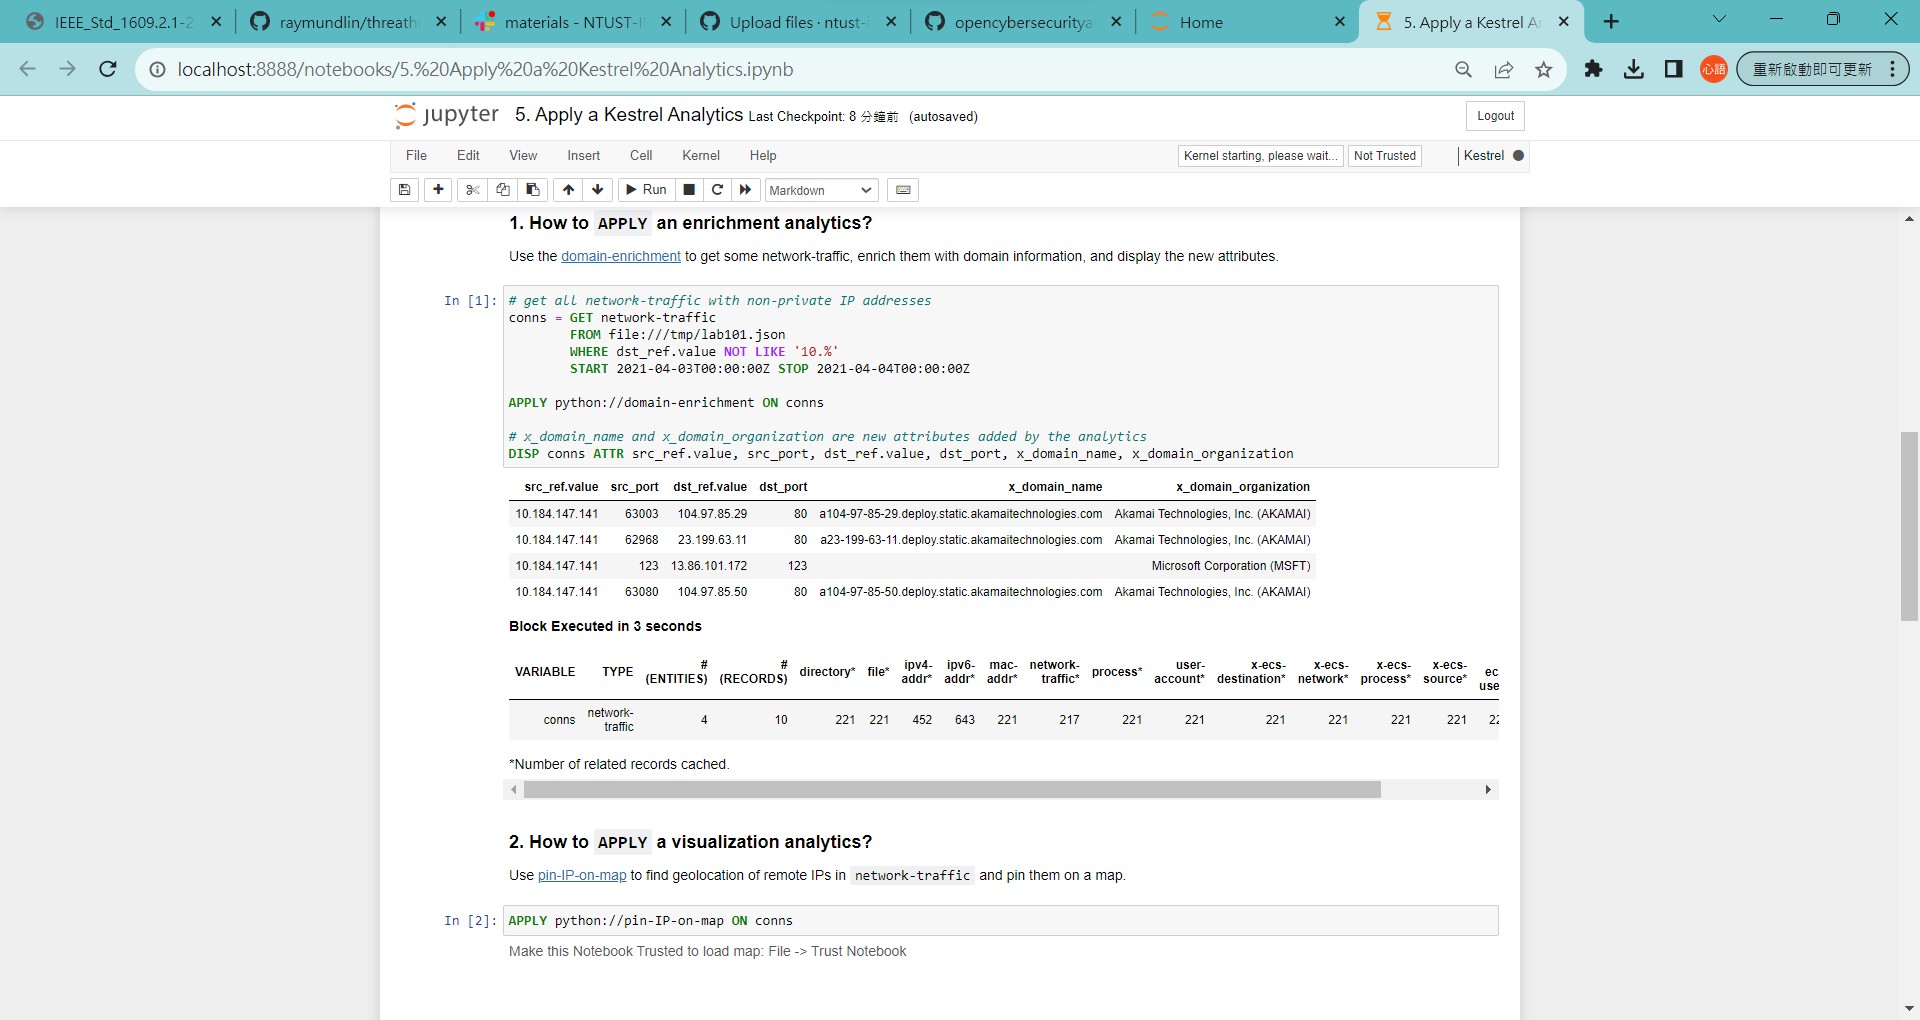 IEEE_Std_1609.2.1-2
raymundlin/threath
materials - NTUST-I
Upload files · ntust-i
opencybersecuritya
Home
5. Apply a Kestrel A
localhost:8888/notebooks/5.%20Apply%20a%20Kestrel%20Analytics.ipynb
心語
重新啟動即可更新
jupyter 5. Apply a Kestrel Analytics Last Checkpoint: 8 分鐘前 (autosaved)
Logout
File Edit View Insert Cell Kernel Help
Kernel starting, please wait... Not Trusted Kestrel
Run Markdown
1. How to APPLY an enrichment analytics?
Use the domain-enrichment to get some network-traffic, enrich them with domain information, and display the new attributes.
In [1]: # get all network-traffic with non-private IP addresses
conns = GET network-traffic
FROM file:///tmp/lab101.json
WHERE dst_ref.value NOT LIKE '10.%'
START 2021-04-03T00:00:00Z STOP 2021-04-04T00:00:00Z
APPLY python://domain-enrichment ON conns
# x_domain_name and x_domain_organization are new attributes added by the analytics
DISP conns ATTR src_ref.value, src_port, dst_ref.value, dst_port, x_domain_name, x_domain_organization
src_ref.value src_port dst_ref.value dst_port x_domain_name x_domain_organization
10.184.147.141 63003 104.97.85.29 80 a104-97-85-29.deploy.static.akamaitechnologies.com Akamai Technologies, Inc. (AKAMAI)
10.184.147.141 62968 23.199.63.11 80 a23-199-63-11.deploy.static.akamaitechnologies.com Akamai Technologies, Inc. (AKAMAI)
10.184.147.141 123 13.86.101.172 123 Microsoft Corporation (MSFT)
10.184.147.141 63080 104.97.85.50 80 a104-97-85-50.deploy.static.akamaitechnologies.com Akamai Technologies, Inc. (AKAMAI)
Block Executed in 3 seconds
VARIABLE TYPE # (ENTITIES) # (RECORDS) directory* file* ipv4-addr* ipv6-addr* mac-addr* network-traffic* process* user-account* x-ecs-destination* x-ecs-network* x-ecs-process* x-ecs-source* ec use
conns network-traffic 4 10 221 221 452 643 221 217 221 221 221 221 221 221 22
*Number of related records cached.
2. How to APPLY a visualization analytics?
Use pin-IP-on-map to find geolocation of remote IPs in network-traffic and pin them on a map.
In [2]: APPLY python://pin-IP-on-map ON conns
Make this Notebook Trusted to load map: File -> Trust Notebook